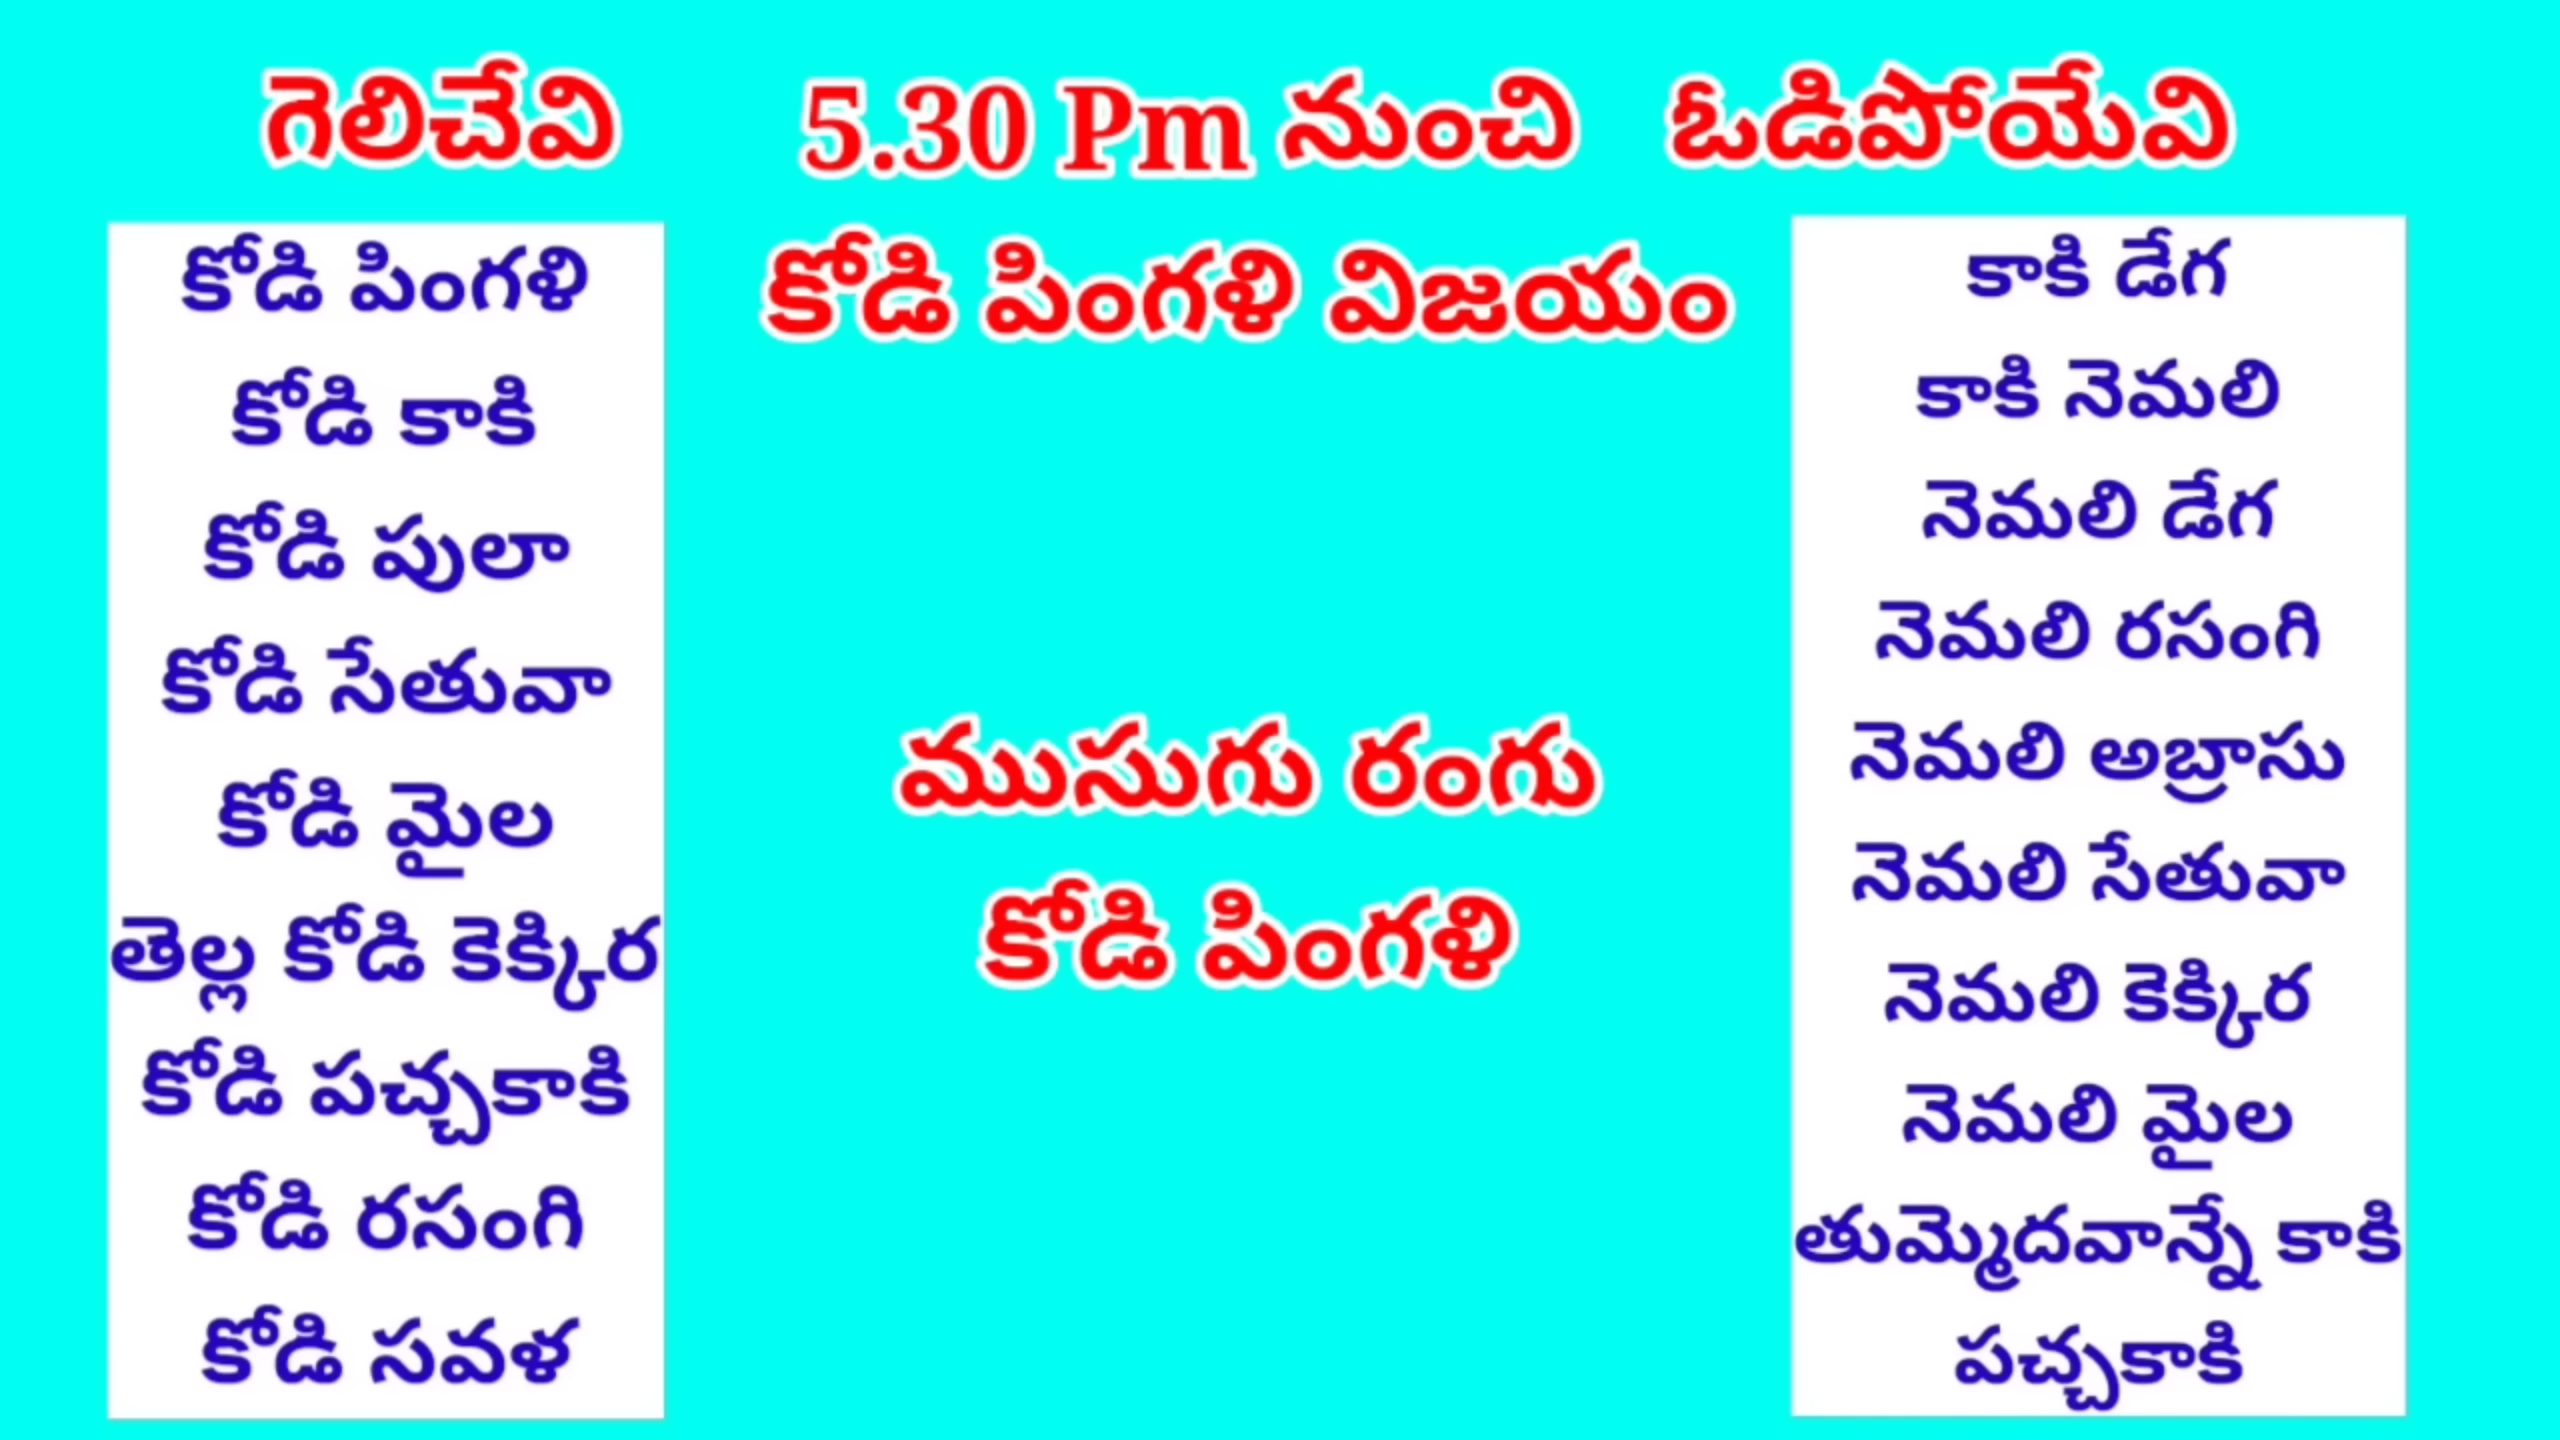 గెలిచేవి
కోడి పింగళి
కోడి కాకి
కోడి పులా
కోడి సేతువా
కోడి మైల
తెల్ల కోడి కెక్కిర
కోడి పచ్చకాకి
కోడి రసంగి
కోడి సవళ
5.30 Pm నుంచి
కోడి పింగళి విజయం
ముసుగు రంగు
కోడి పింగళి
ఓడిపోయేవి
కాకి డేగ
కాకి నెమలి
నెమలి డేగ
నెమలి రసంగి
నెమలి అబ్రాసు
నెమలి సేతువా
నెమలి కెక్కిర
నెమలి మైల
తుమ్మెదవాన్నే కాకి
పచ్చకాకి